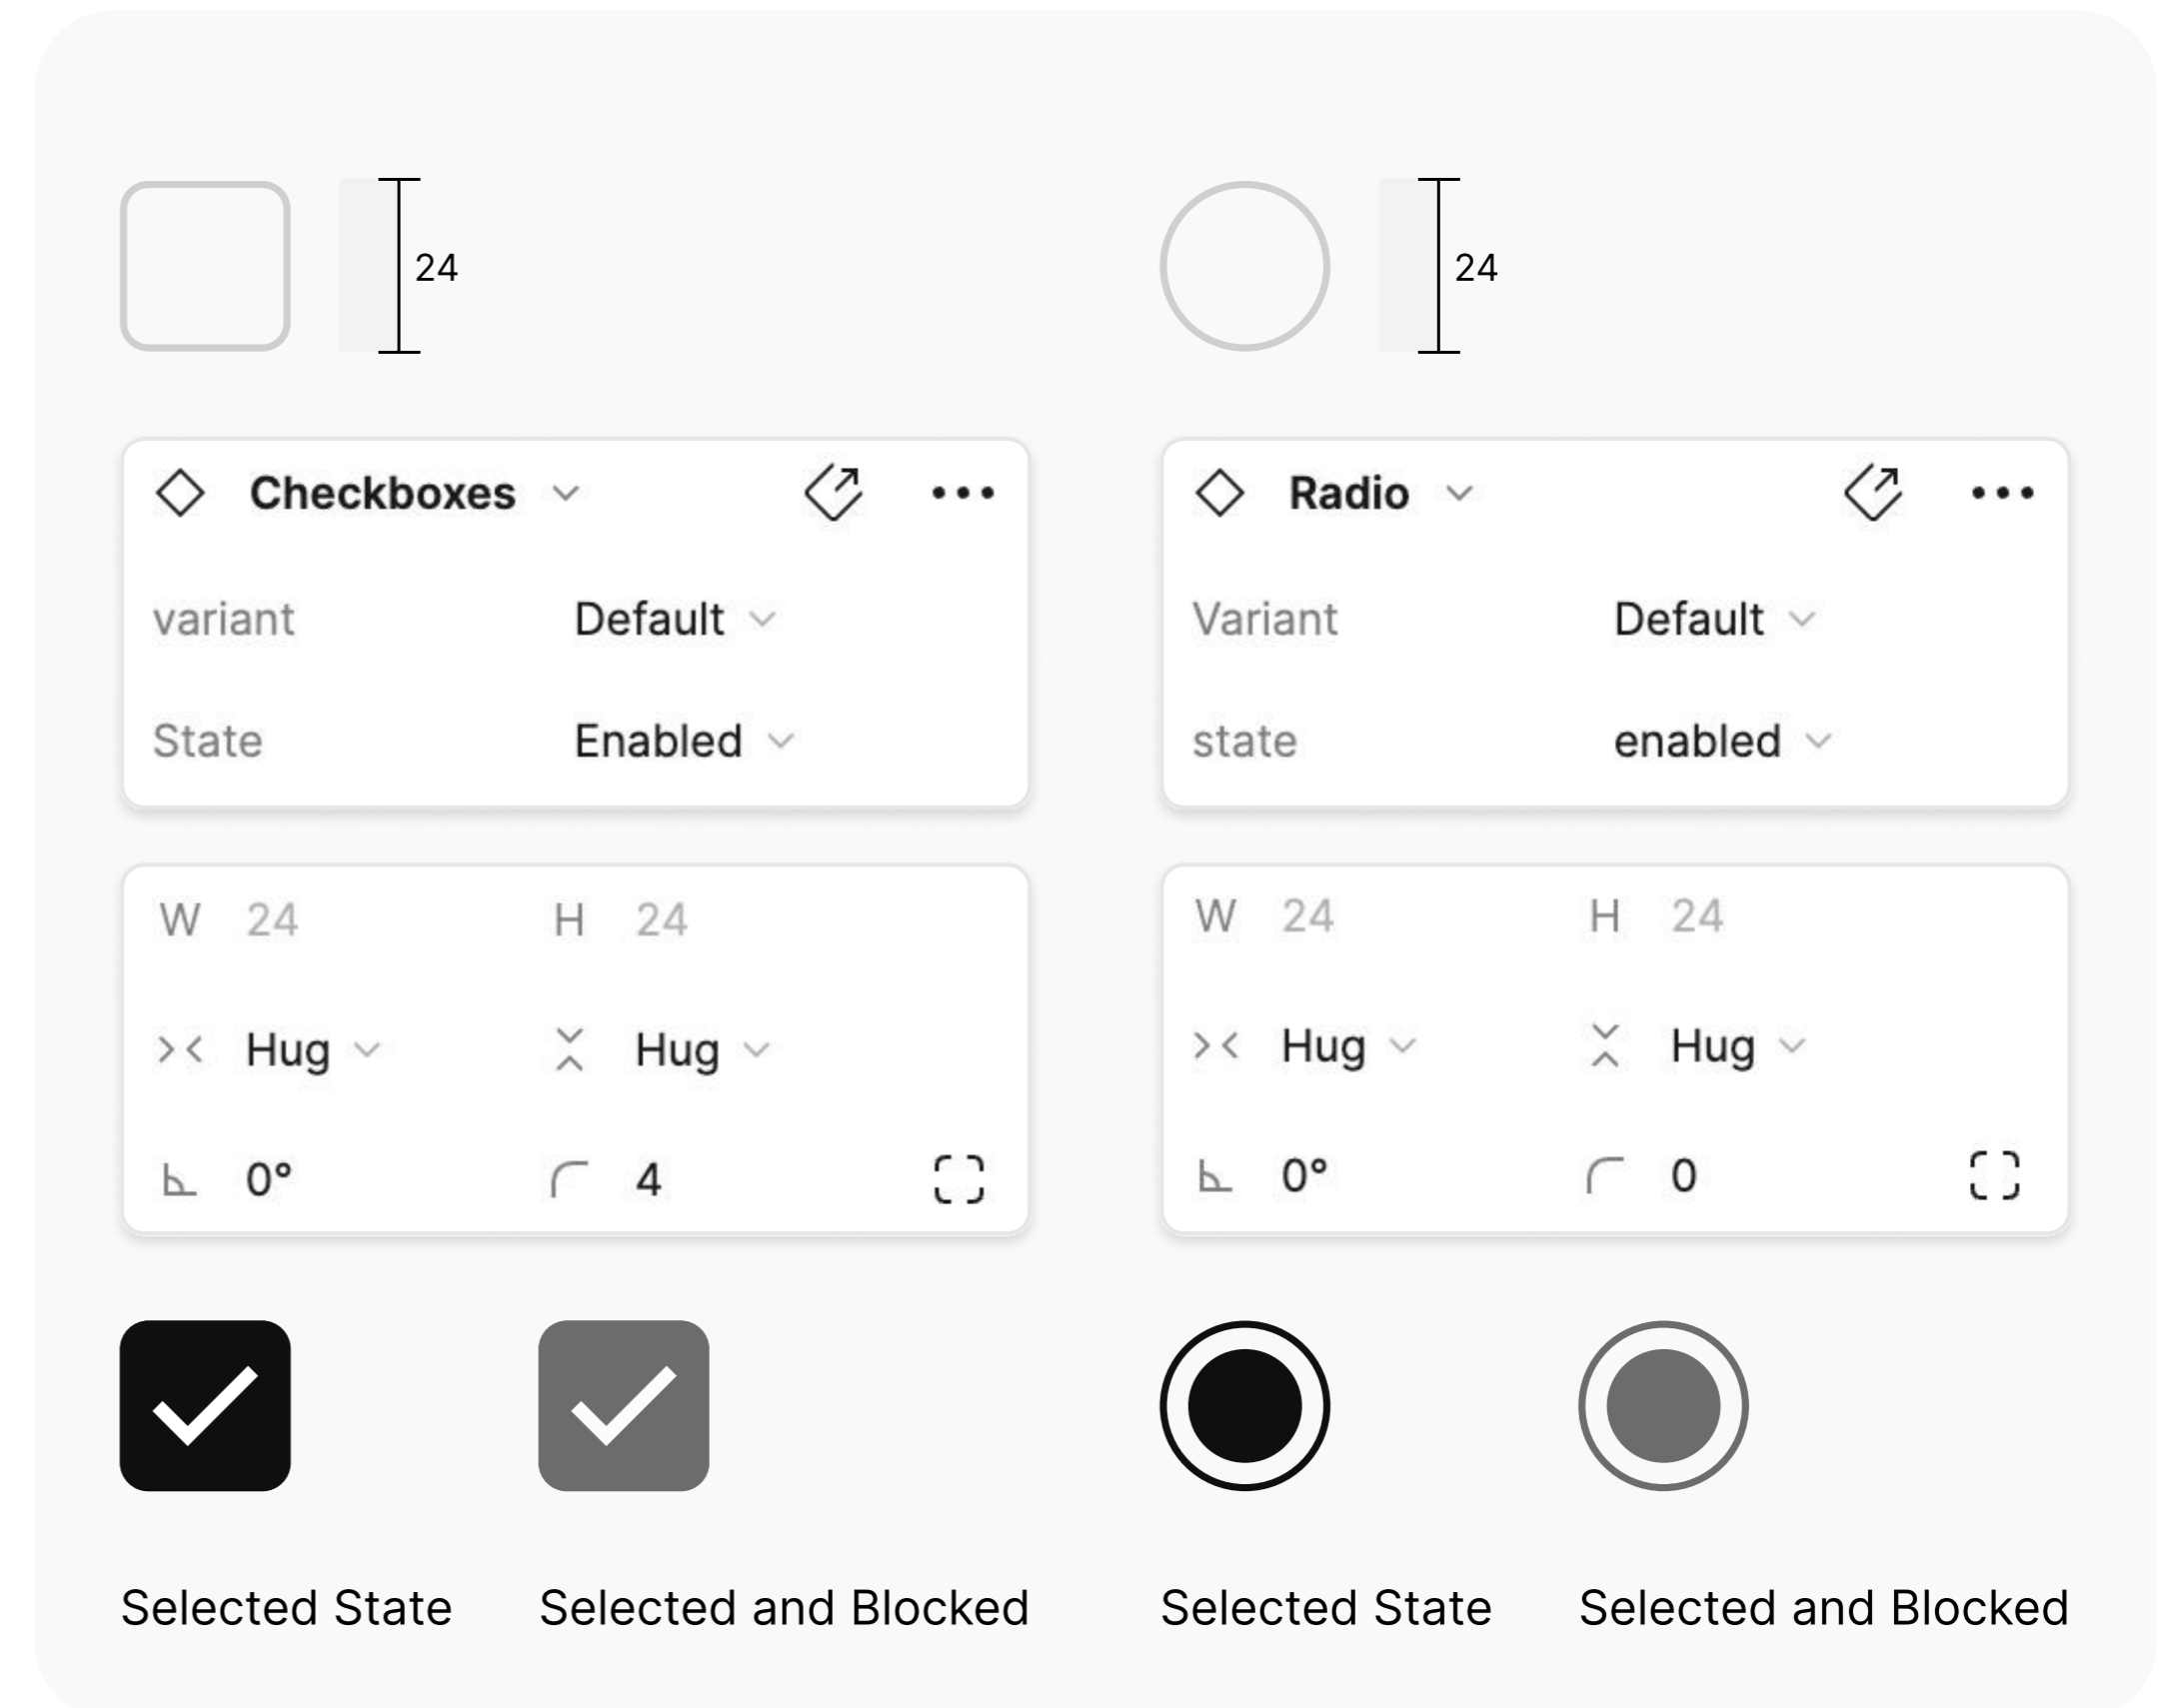 24
24
Checkboxes
variant Default
State Enabled
Radio
Variant Default
state enabled
W 24 H 24
Hug Hug
0° 4
W 24 H 24
Hug Hug
0° 0
Selected State
Selected and Blocked
Selected State
Selected and Blocked